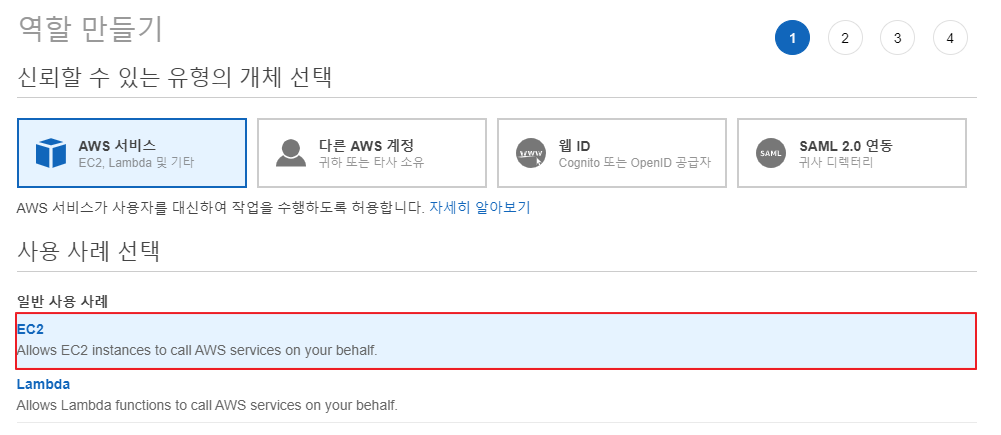 역할 만들기
1 2 3 4
신뢰할 수 있는 유형의 개체 선택
AWS 서비스
EC2, Lambda 및 기타
다른 AWS 계정
귀하 또는 타사 소유
WWW
웹 ID
Cognito 또는 OpenID 공급자
SAML
SAML 2.0 연동
귀사 디렉터리
AWS 서비스가 사용자를 대신하여 작업을 수행하도록 허용합니다. 자세히 알아보기
사용 사례 선택
일반 사용 사례
EC2
Allows EC2 instances to call AWS services on your behalf.
Lambda
Allows Lambda functions to call AWS services on your behalf.